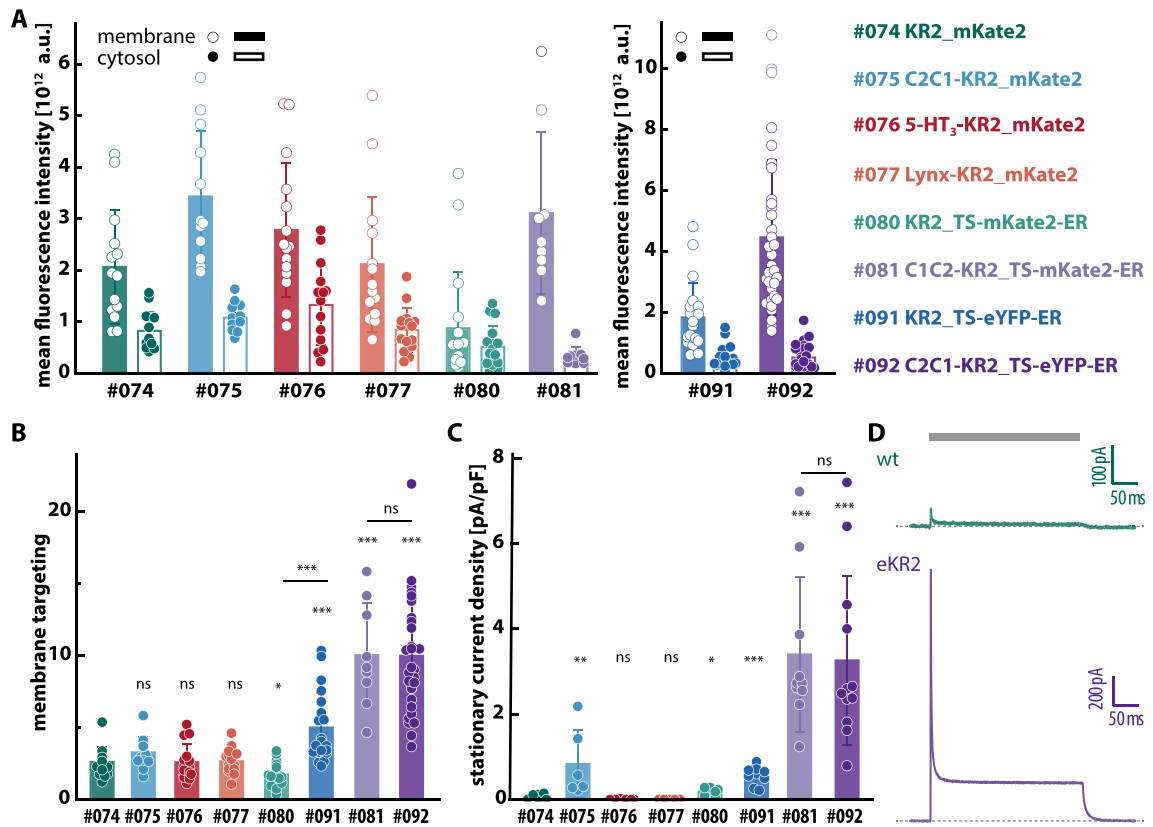 A
membrane
cytosol
mean fluorescence intensity [10¹² a.u.]
6
5
4
3
2
1
0
#074 #075 #076 #077 #080 #081
mean fluorescence intensity [10¹² a.u.]
10
8
6
4
2
0
#091 #092
#074 KR2_mKate2
#075 C2C1-KR2_mKate2
#076 5-HT₃-KR2_mKate2
#077 Lynx-KR2_mKate2
#080 KR2_TS-mKate2-ER
#081 C1C2-KR2_TS-mKate2-ER
#091 KR2_TS-eYFP-ER
#092 C2C1-KR2_TS-eYFP-ER
B
membrane targeting
20
10
0
ns ns ns * *** *** *** ns ***
#074 #075 #076 #077 #080 #091 #081 #092
C
stationary current density [pA/pF]
8
6
4
2
0
** ns ns * *** *** ns ***
#074 #075 #076 #077 #080 #091 #081 #092
D
wt
100 pA
50 ms
eKR2
200 pA
50 ms